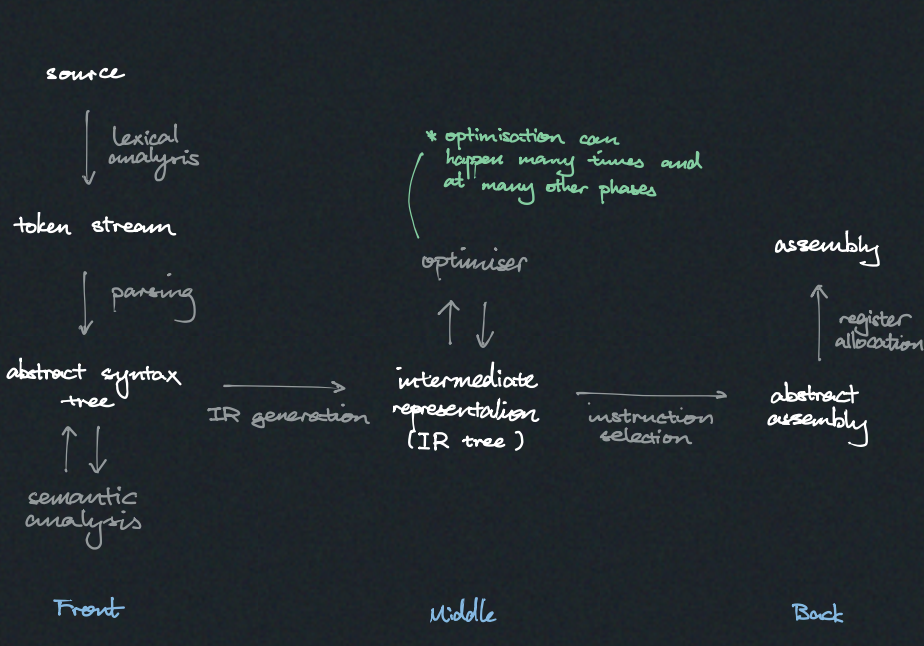 source
lexical
analysis
token stream
parsing
abstract syntax
tree
semantic
analysis
Front
IR generation
* optimisation can
happen many times and
at many other phases
optimiser
intermediate
representation
(IR tree)
Middle
instruction
selection
assembly
register
allocation
abstract
assembly
Back